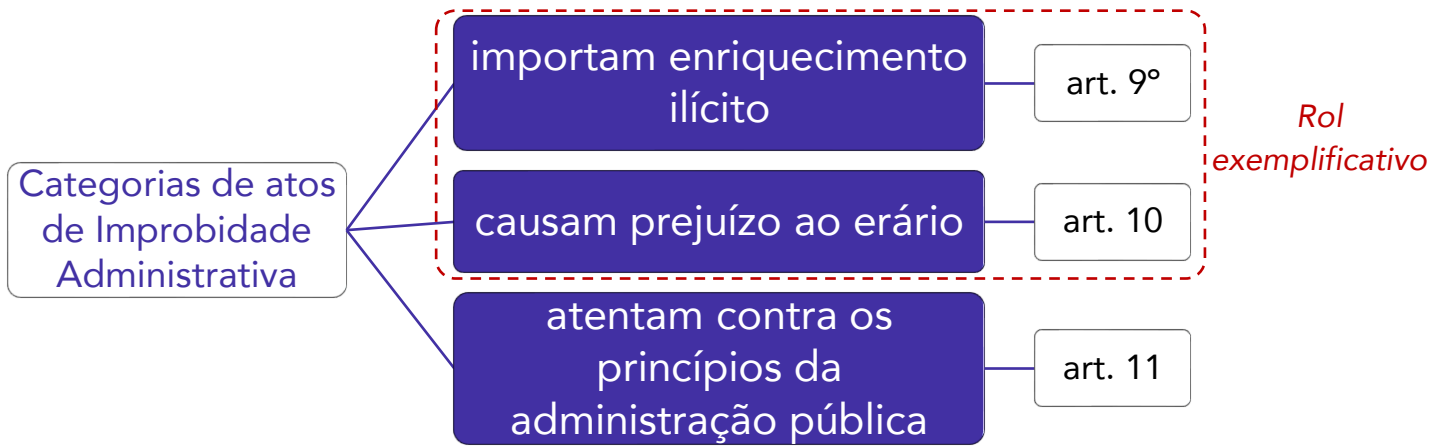 importam enriquecimento
ilícito
art. 9°
Rol
exemplificativo
Categorias de atos
de Improbidade
Administrativa
causam prejuízo ao erário
art. 10
atentam contra os
princípios da
administração pública
art. 11